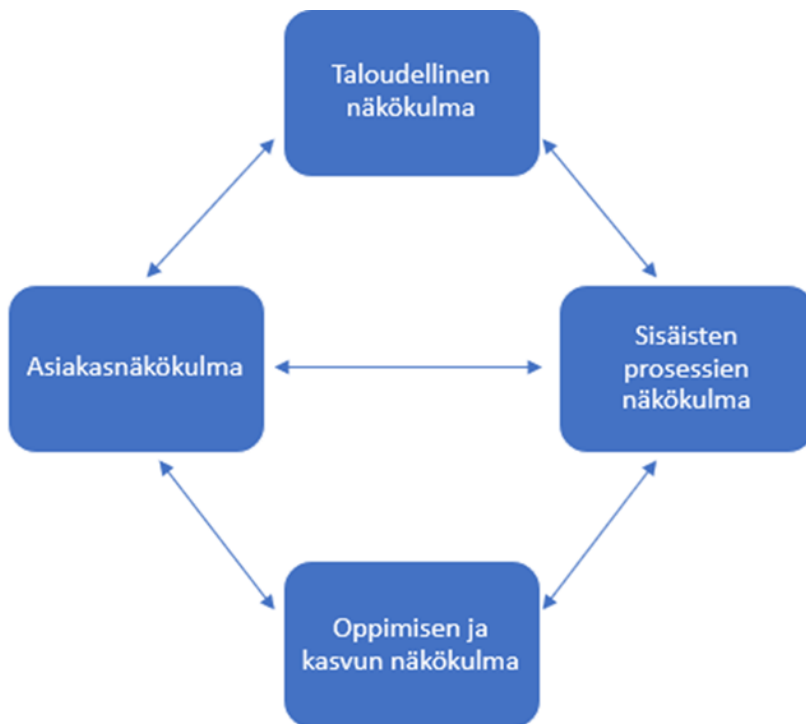 Taloudellinen
näkökulma
Asiakasnäkökulma
Sisäisten
prosessien
näkökulma
Oppimisen ja
kasvun näkökulma